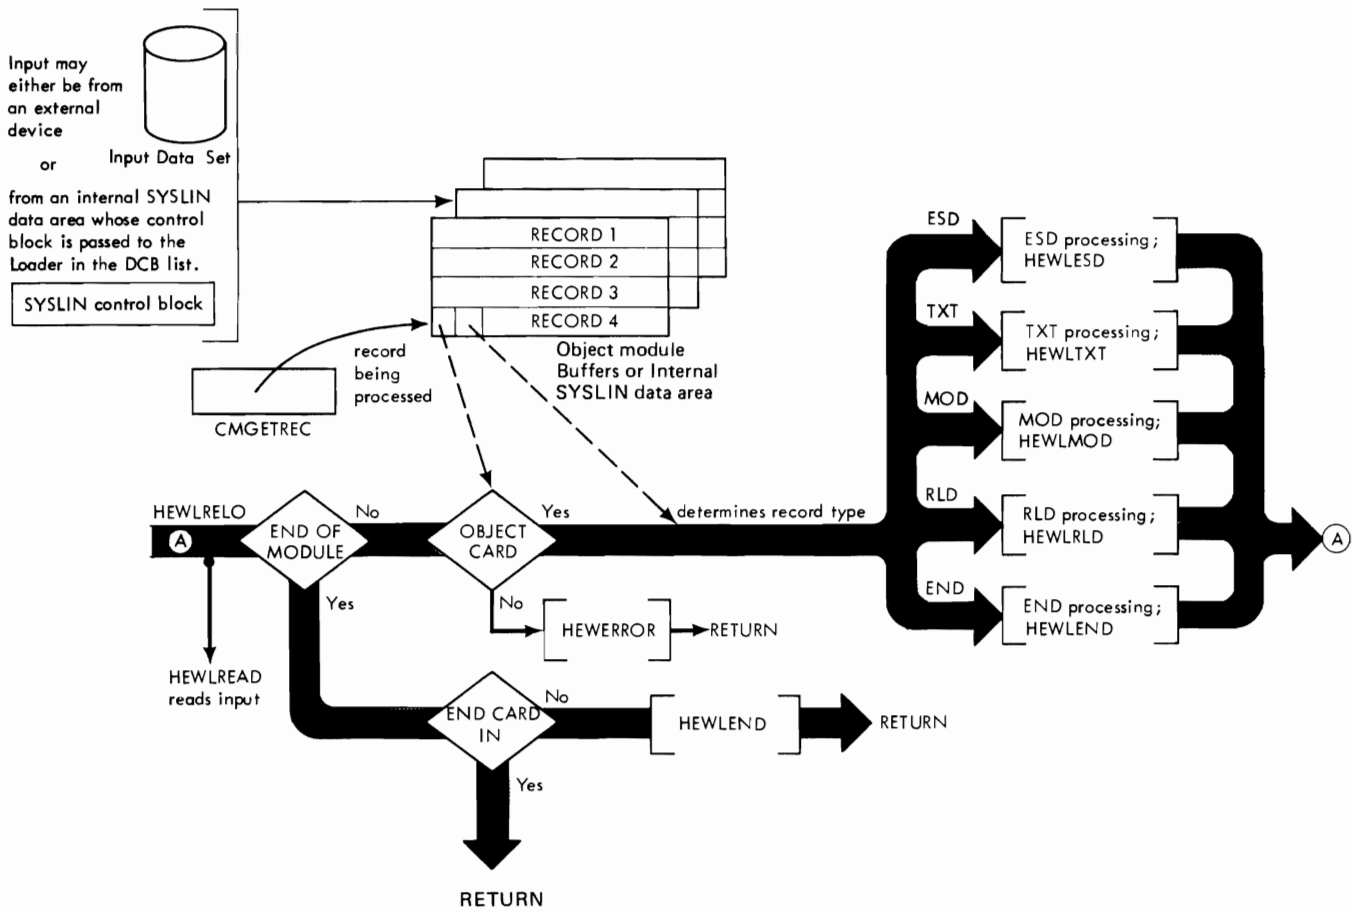 Input may
either be from
an external
device
or
Input Data Set
from an internal SYSLIN
data area whose control
block is passed to the
Loader in the DCB list.
SYSLIN control block
RECORD 1
RECORD 2
RECORD 3
RECORD 4
Object module
Buffers or Internal
SYSLIN data area
record
being
processed
CMGETREC
ESD
ESD processing;
HEWLESD
TXT
TXT processing;
HEWLTXT
MOD
MOD processing;
HEWLMOD
RLD
RLD processing;
HEWLRLD
END
END processing;
HEWLEND
A
HEWLRELO
A
END OF
MODULE
No
OBJECT
CARD
Yes
determines record type
Yes
No
HEWERROR
RETURN
HEWLREAD
reads input
END CARD
IN
No
HEWLEND
RETURN
Yes
RETURN